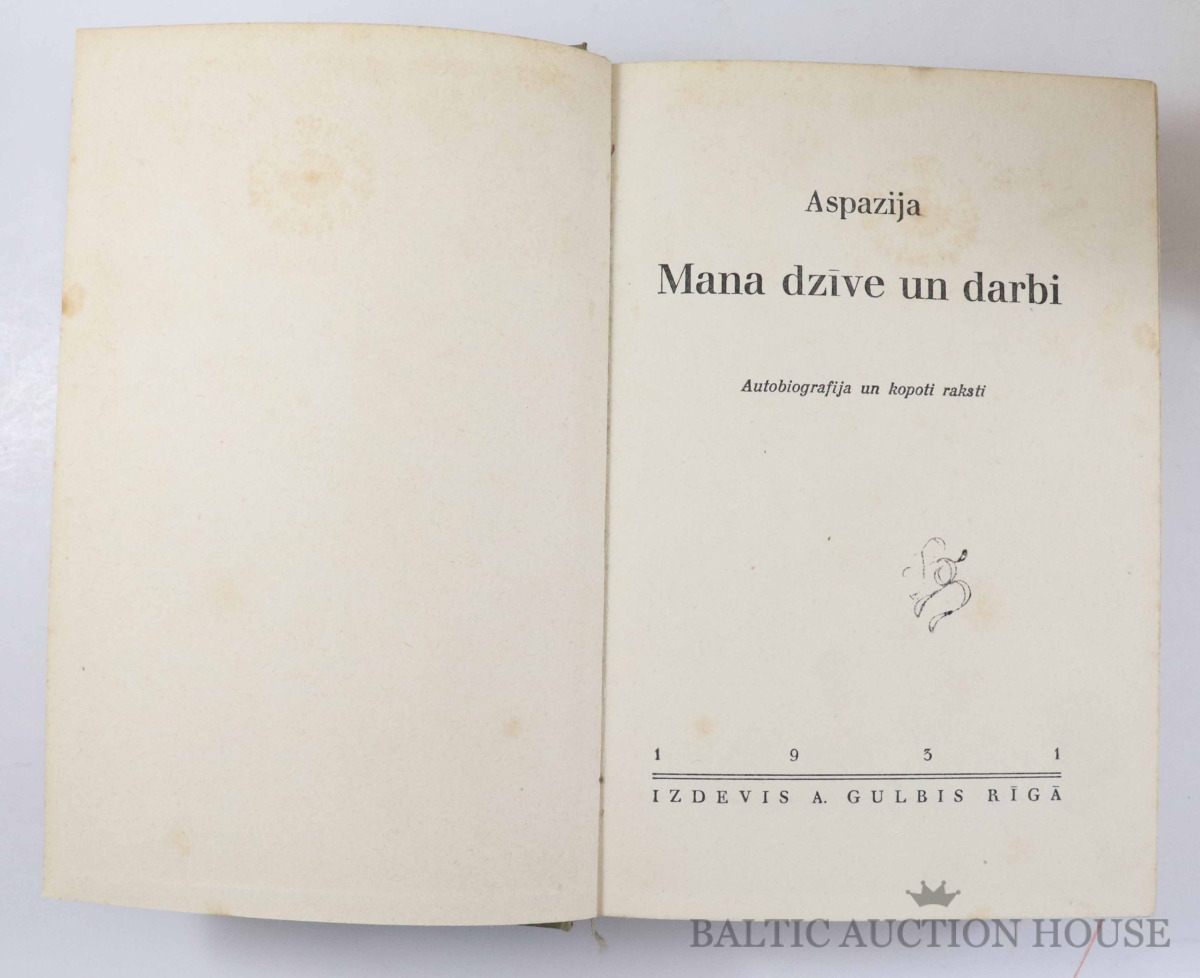 Aspazija
Mana dzīve un darbi
Autobiografija un kopoti raksti
1 9 3 1
IZDEVIS A. GULBIS RĪGĀ
BALTIC AUCTION HOUSE